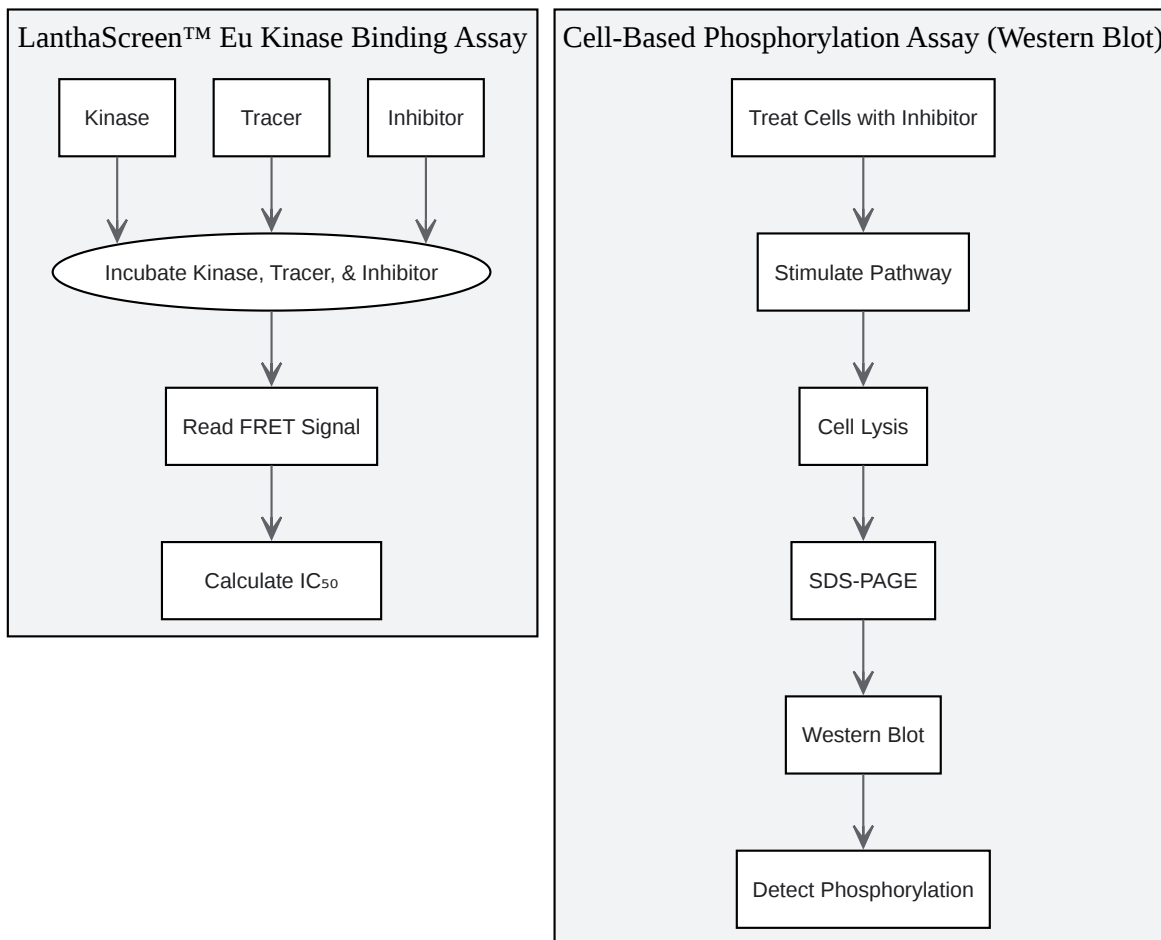 LanthaScreen™ Eu Kinase Binding Assay
Kinase
Tracer
Inhibitor
Incubate Kinase, Tracer, & Inhibitor
Read FRET Signal
Calculate IC₅₀
Cell-Based Phosphorylation Assay (Western Blot)
Treat Cells with Inhibitor
Stimulate Pathway
Cell Lysis
SDS-PAGE
Western Blot
Detect Phosphorylation